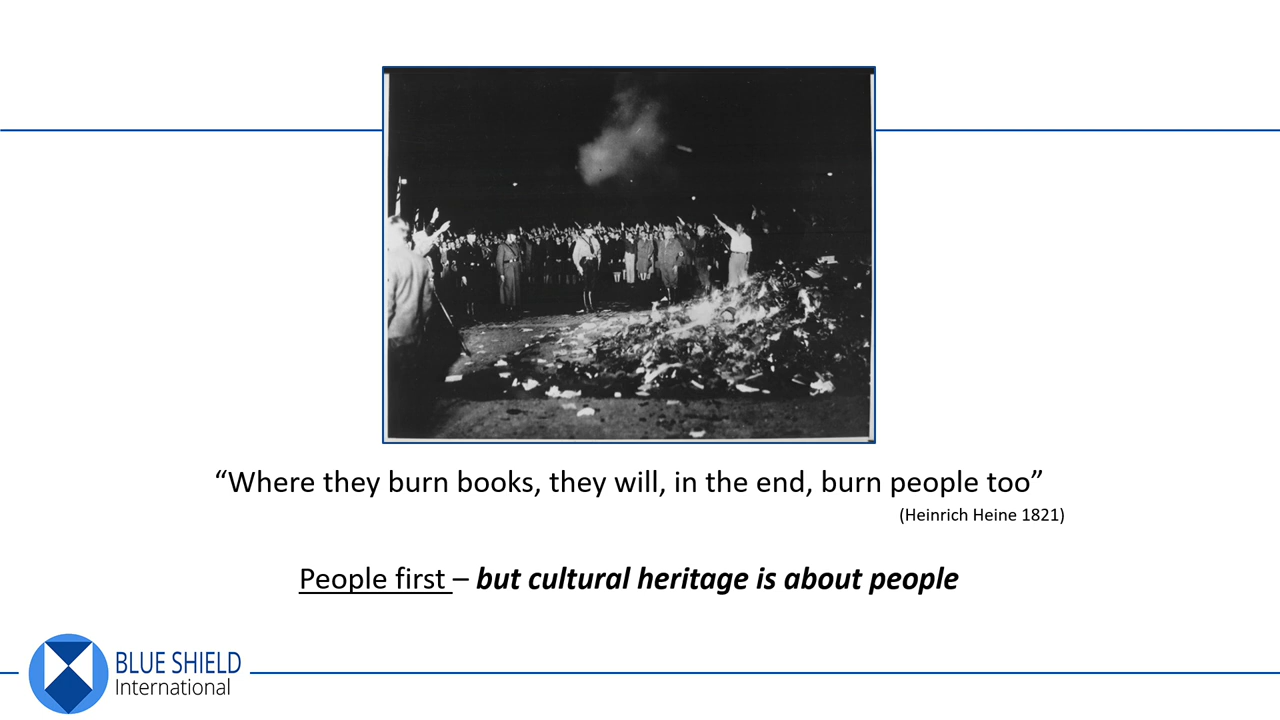 “Where they burn books, they will, in the end, burn people too”
(Heinrich Heine 1821)
People first – but cultural heritage is about people
BLUE SHIELD
International